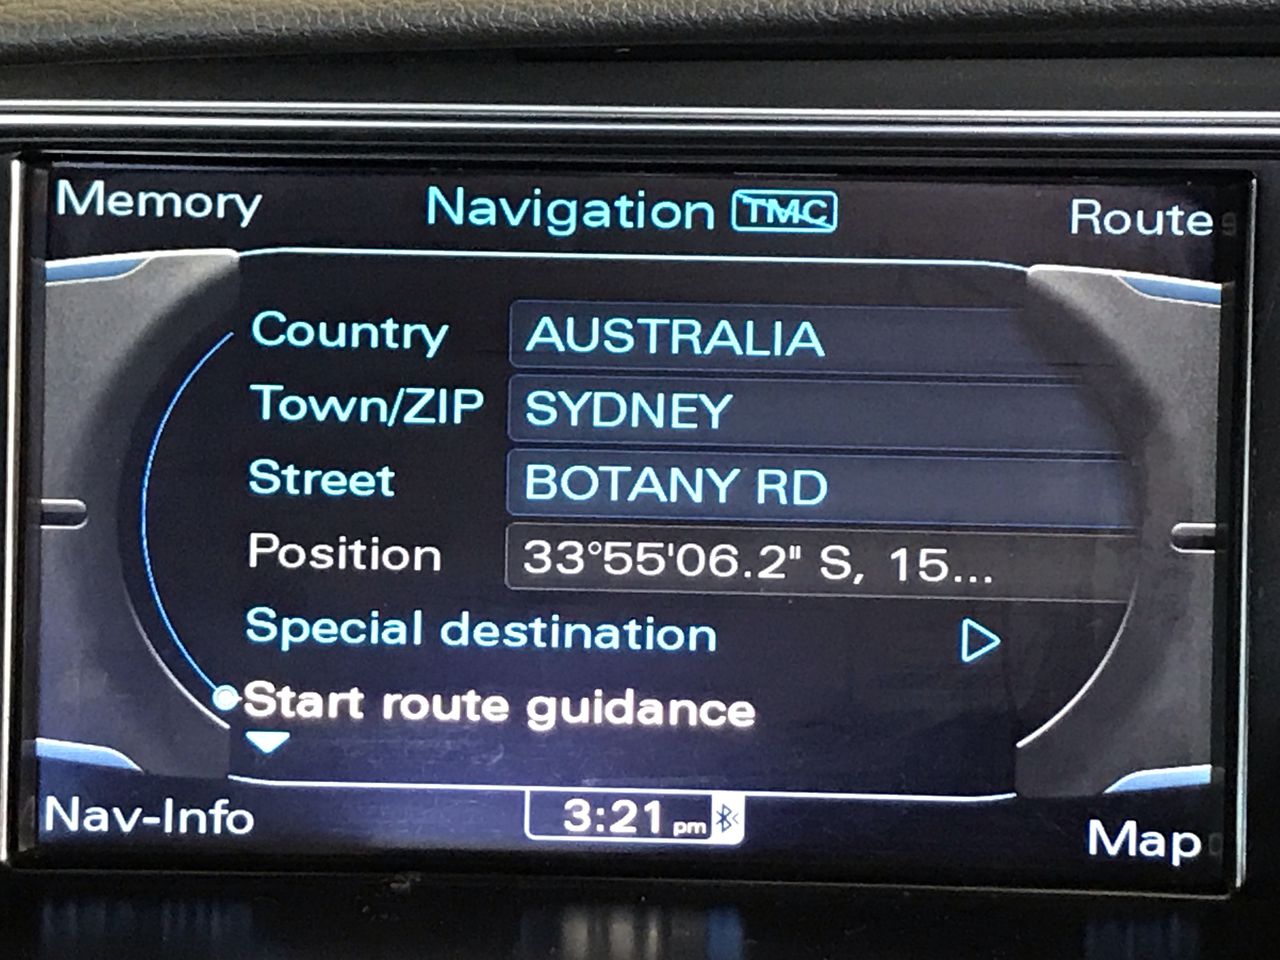 Memory Navigation TMC Route
Country AUSTRALIA
Town/ZIP SYDNEY
Street BOTANY RD
Position 33°55'06.2" S, 15...
Special destination
Start route guidance
Nav-Info 3:21 pm Map